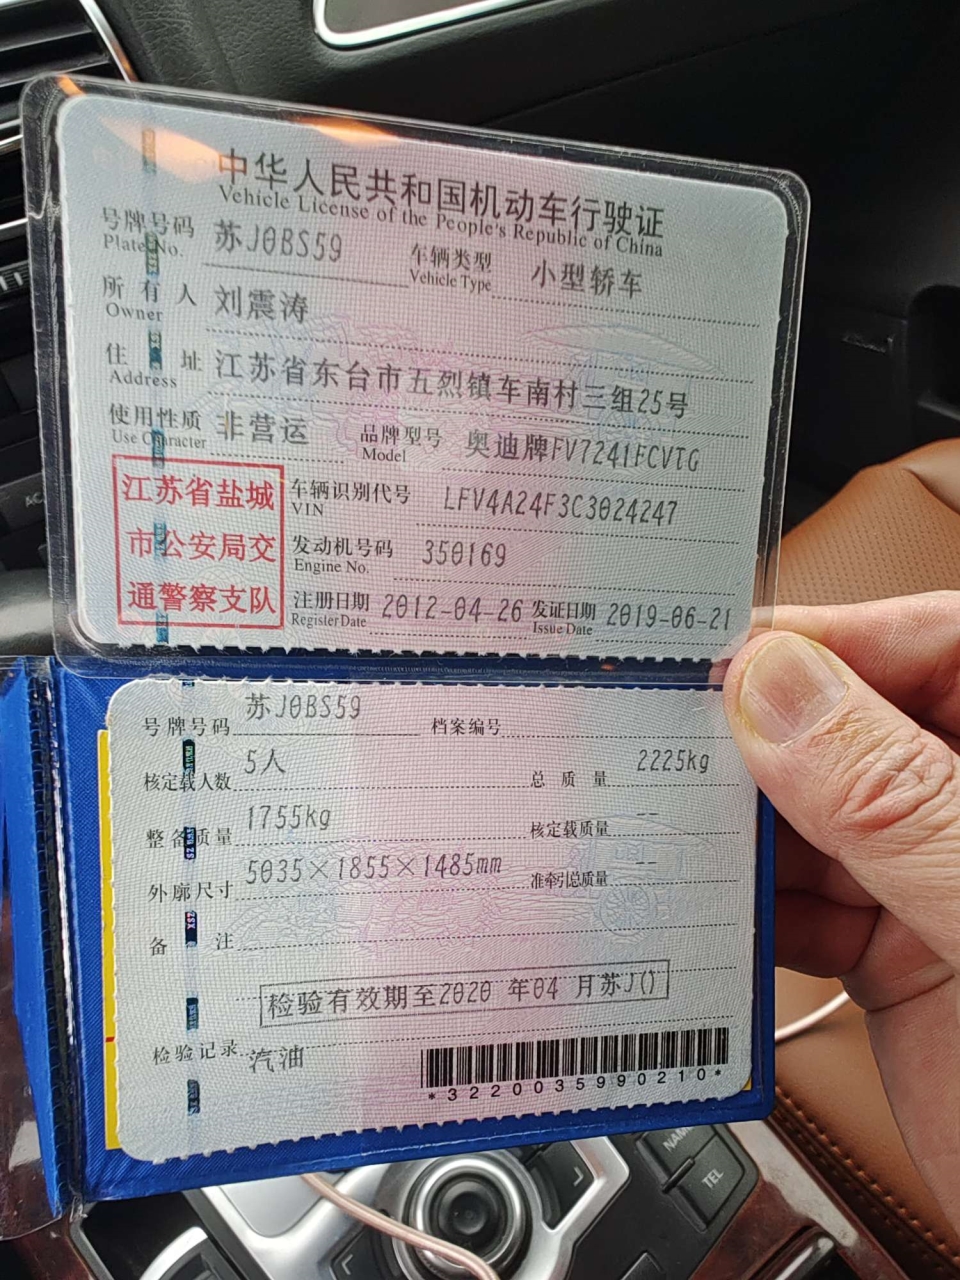 中华人民共和国机动车行驶证
Vehicle License of the People's Republic of China
号牌号码 苏J0BS59 车辆类型 小型轿车
Plate No. Vehicle Type
所有人 刘震涛
Owner
住址 江苏省东台市五烈镇车南村三组25号
Address
使用性质 非营运 品牌型号 奥迪牌FV7241FCVTG
Use Character Model
江苏省盐城
市公安局交
通警察支队
车辆识别代号 LFV4A24F3C3024247
VIN
发动机号码 350169
Engine No.
注册日期 2012-04-26 发证日期 2019-06-21
Register Date Issue Date
号牌号码 苏J0BS59 档案编号
核定载人数 5人 总质量 2225kg
整备质量 1755kg 核定载质量 --
外廓尺寸 5035×1855×1485mm 准牵引总质量 --
备注
检验有效期至2020 年04 月苏J()
检验记录 汽油
*3220035990210*
NAV
TEL